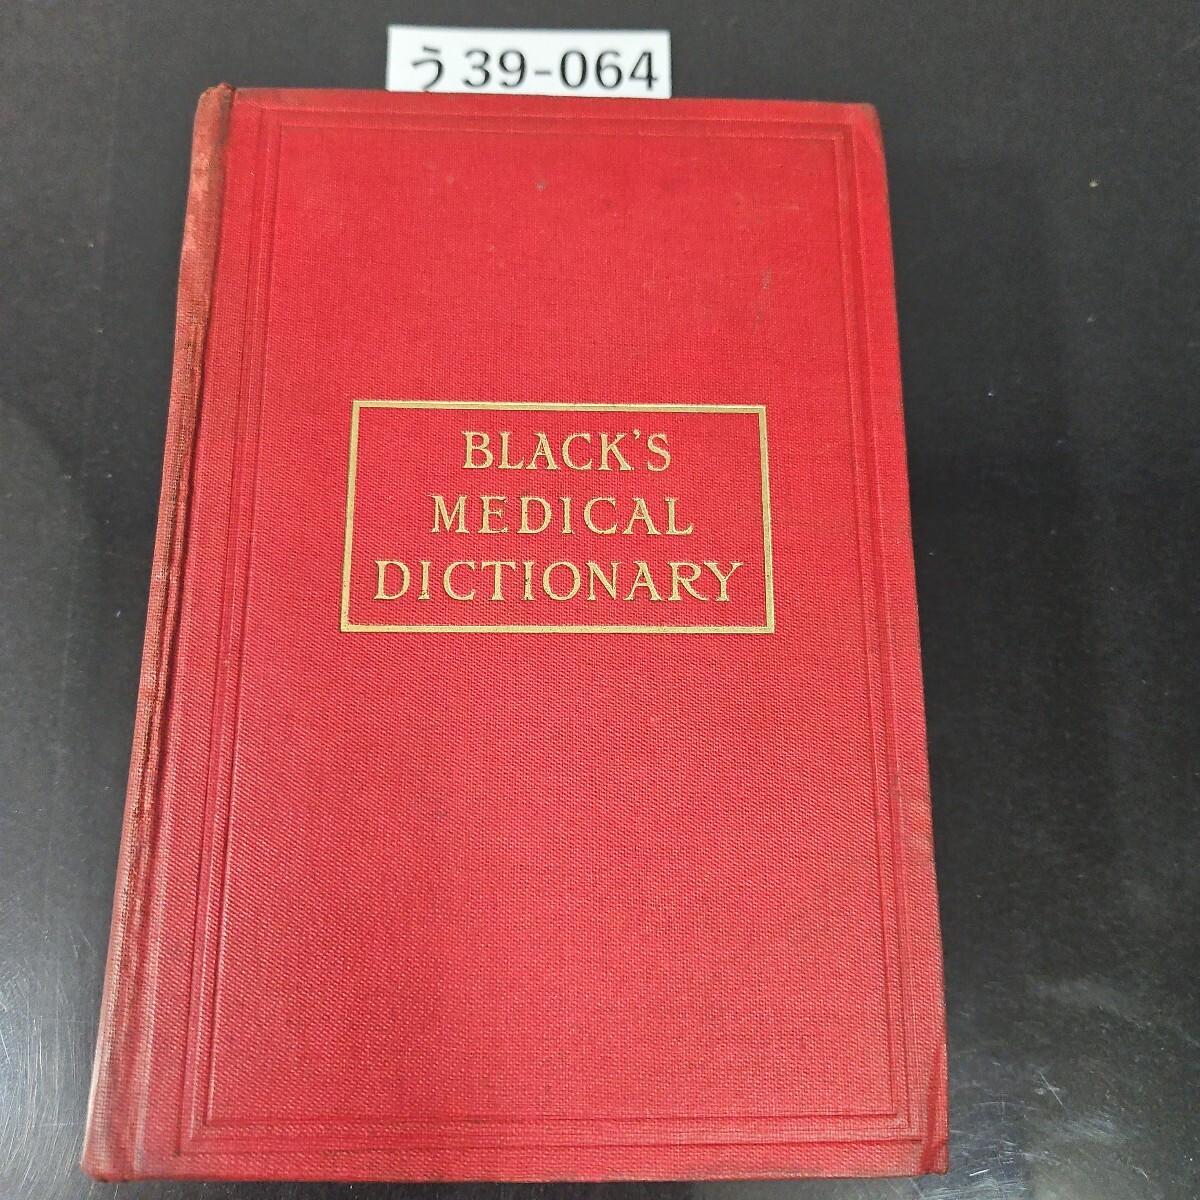 う39-064
BLACK'S
MEDICAL
DICTIONARY